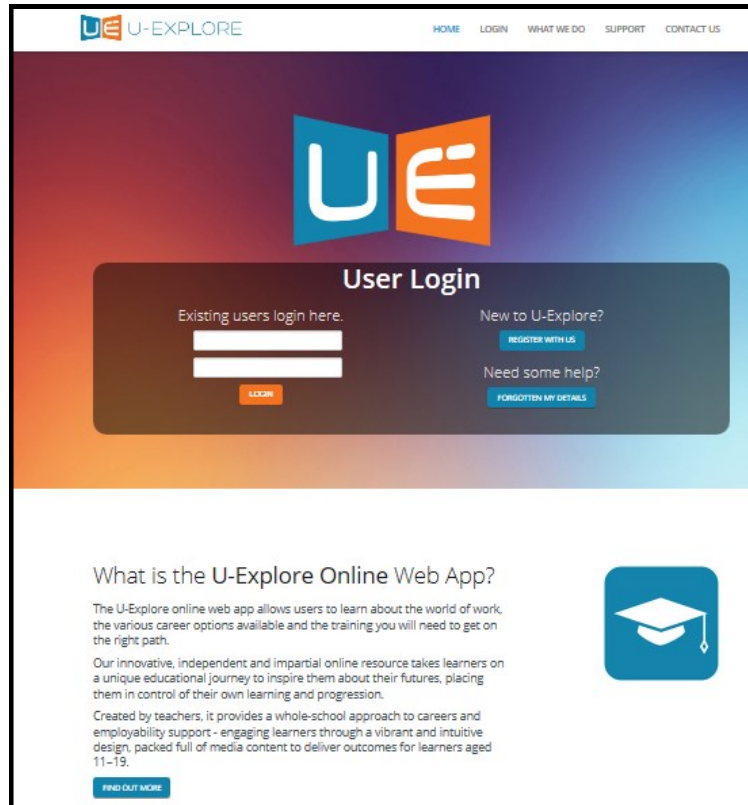 UE U-EXPLORE
HOME LOGIN WHAT WE DO SUPPORT CONTACT US
UE
User Login
Existing users login here.
LOGIN
New to U-Explore?
REGISTER WITH US
Need some help?
FORGOTTEN MY DETAILS
What is the U-Explore Online Web App?
The U-Explore online web app allows users to learn about the world of work,
the various career options available and the training you will need to get on
the right path.
Our innovative, independent and impartial online resource takes learners on
a unique educational journey to inspire them about their futures, placing
them in control of their own learning and progression.
Created by teachers, it provides a whole-school approach to careers and
employability support - engaging learners through a vibrant and intuitive
design, packed full of media content to deliver outcomes for learners aged
11–19.
FIND OUT MORE